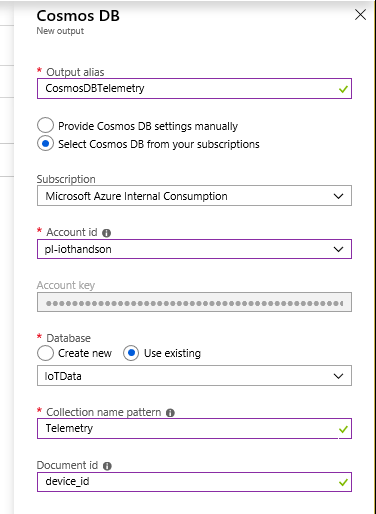 Cosmos DB
New output
* Output alias
CosmosDBTelemetry
Provide Cosmos DB settings manually
Select Cosmos DB from your subscriptions
Subscription
Microsoft Azure Internal Consumption
* Account id
pl-iothandson
Account key
* Database
Create new
Use existing
IoTData
* Collection name pattern
Telemetry
Document id
device_id